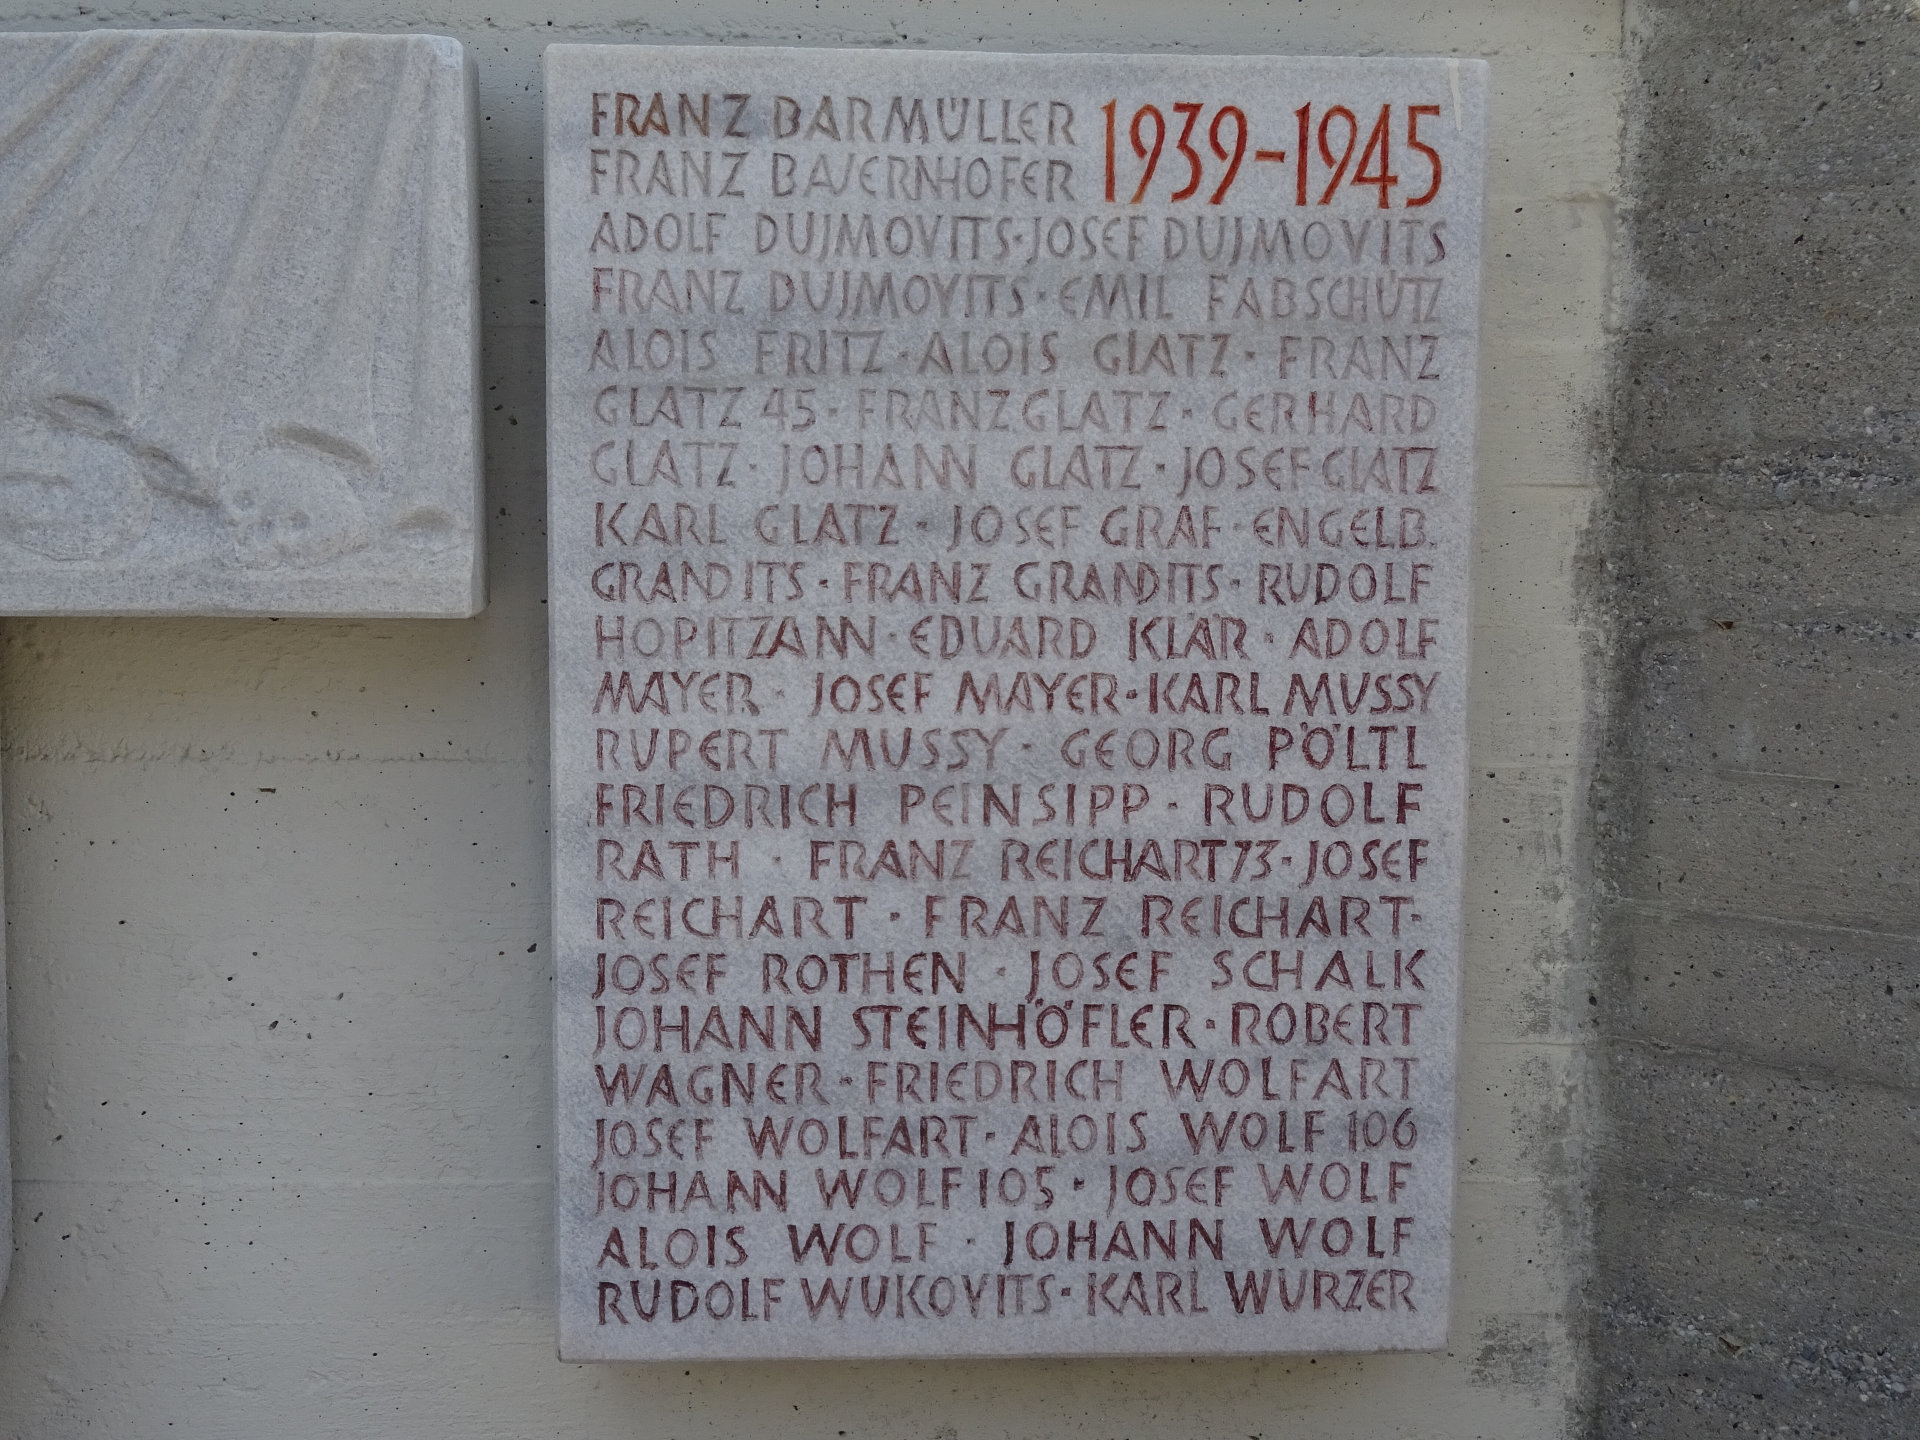 FRANZ BARMÜLLER 1939-1945
FRANZ BAIERNHOFER
ADOLF DUJMOVITS·JOSEF DUJMOVITS
FRANZ DUJMOVITS·EMIL FABSCHÜTZ
ALOIS FRITZ·ALOIS GLATZ·FRANZ
GLATZ 45·FRANZ GLATZ·GERHARD
GLATZ·JOHANN GLATZ·JOSEF GLATZ
KARL GLATZ·JOSEF GRAF·ENGELB.
GRANDITS·FRANZ GRANDITS·RUDOLF
HOPITZANN·EDUARD KLÄR·ADOLF
MAYER·JOSEF MAYER·KARL MUSSY
RUPERT MUSSY·GEORG PÖLTL
FRIEDRICH PEINSIPP·RUDOLF
RATH·FRANZ REICHART 73·JOSEF
REICHART·FRANZ REICHART·
JOSEF ROTHEN·JOSEF SCHALK
JOHANN STEINHÖFLER·ROBERT
WAGNER·FRIEDRICH WOLFART
JOSEF WOLFART·ALOIS WOLF 106
JOHANN WOLF 105·JOSEF WOLF
ALOIS WOLF·JOHANN WOLF
RUDOLF WUKOVITS·KARL WURZER